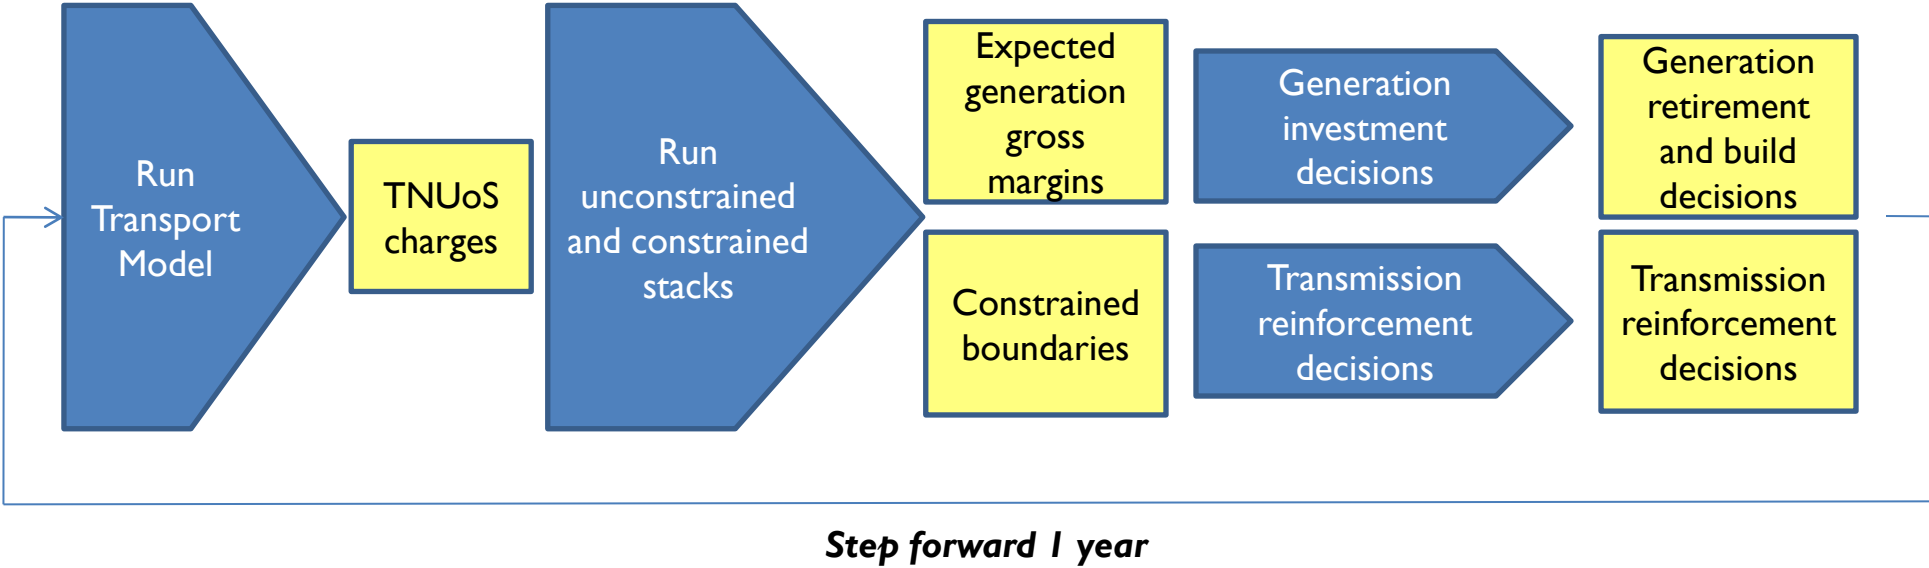 Run
Transport
Model
TNUoS
charges
Run
unconstrained
and constrained
stacks
Expected
generation
gross
margins
Constrained
boundaries
Generation
investment
decisions
Transmission
reinforcement
decisions
Generation
retirement
and build
decisions
Transmission
reinforcement
decisions
Step forward 1 year